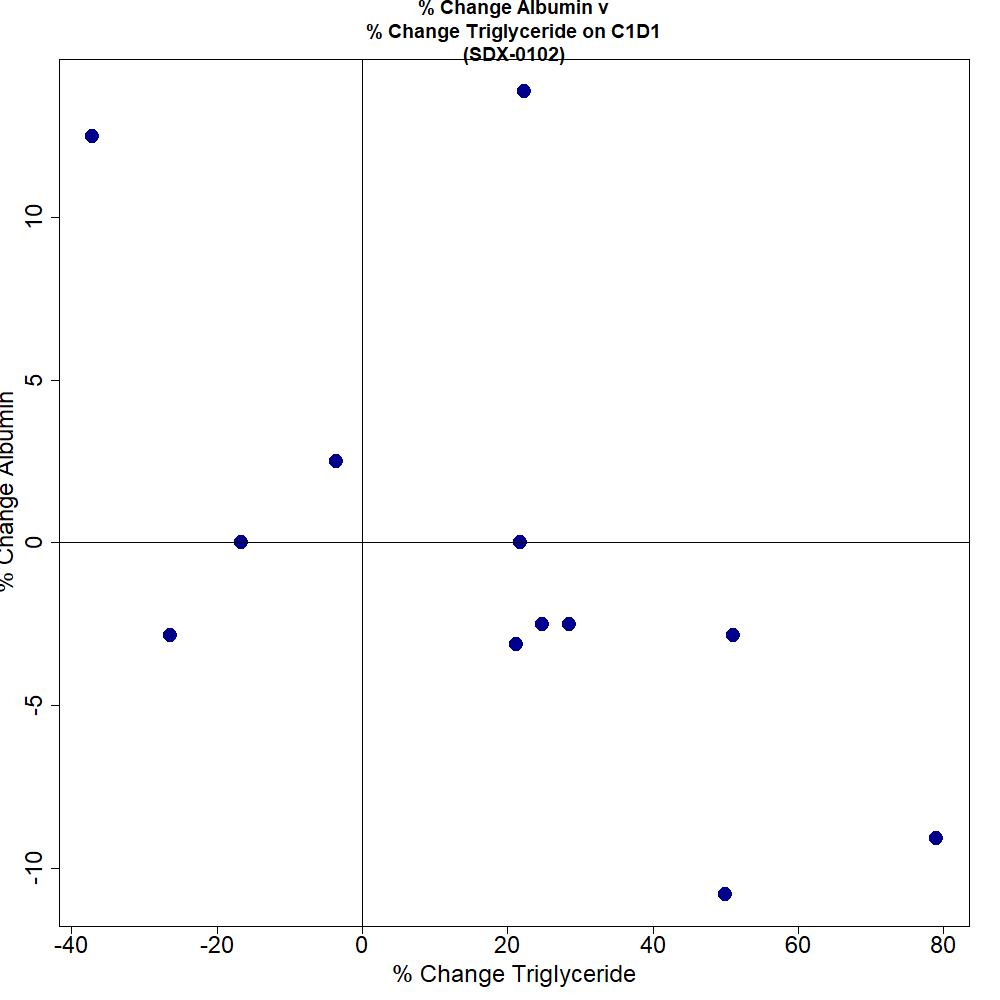 % Change Albumin v
% Change Triglyceride on C1D1
(SDX-0102)
10
5
0
-5
-10
% Change Albumin
-40
-20
0
20
40
60
80
% Change Triglyceride